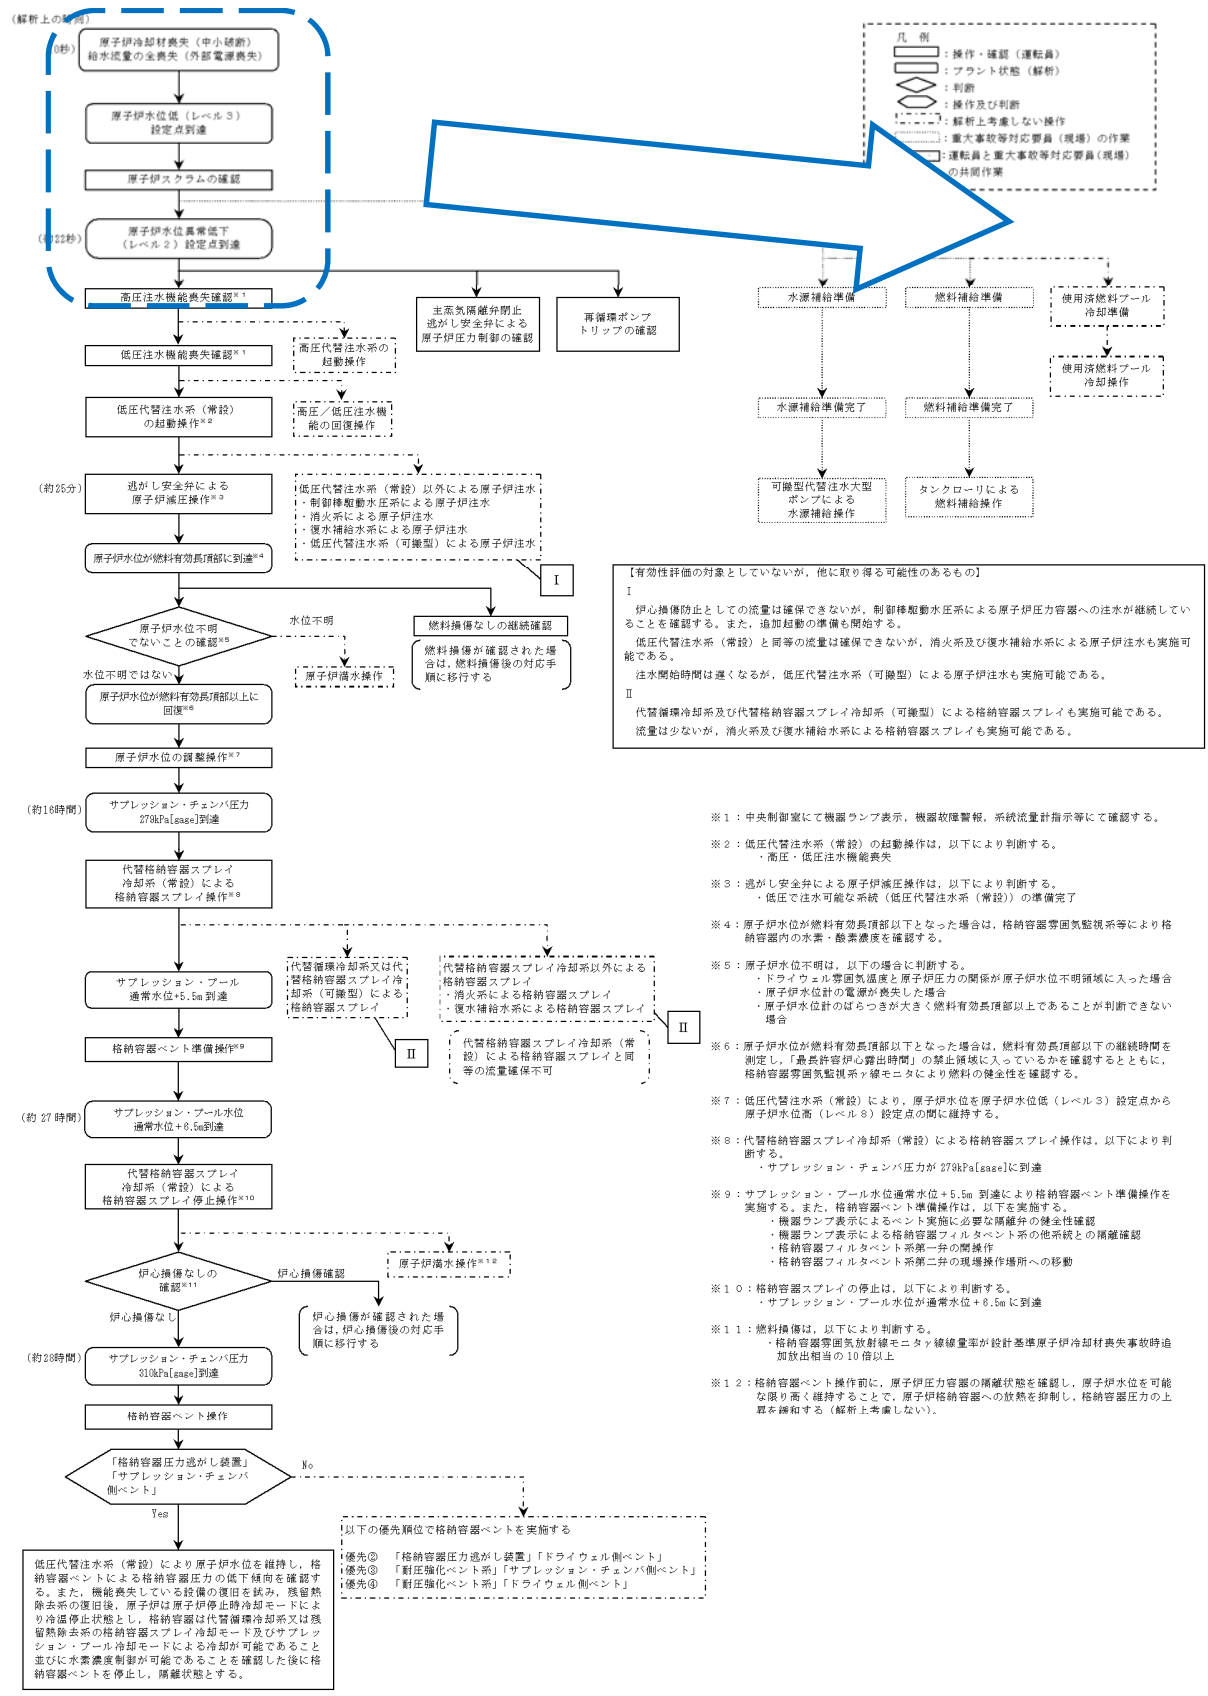 (解析上の時刻)
(0秒)
原子炉冷却材喪失（中小破断）
給水流量の全喪失（外部電源喪失）
原子炉水位低（レベル３）
設定点到達
原子炉スクラムの確認
(約22秒)
原子炉水位異常低下
（レベル２）設定点到達
高圧注水機能喪失確認※１
主蒸気隔離弁閉止
逃がし安全弁による
原子炉圧力制御の確認
再循環ポンプ
トリップの確認
高圧代替注水系の
起動操作
低圧注水機能喪失確認※１
低圧代替注水系（常設）
の起動操作※２
高圧／低圧注水機
能の回復操作
(約25分)
逃がし安全弁による
原子炉減圧操作※３
低圧代替注水系（常設）以外による原子炉注水
・制御棒駆動水圧系による原子炉注水
・消火系による原子炉注水
・復水補給水系による原子炉注水
・低圧代替注水系（可搬型）による原子炉注水
Ⅰ
原子炉水位が燃料有効長頂部に到達※４
原子炉水位不明
でないことの確認※５
水位不明
原子炉満水操作
燃料損傷なしの継続確認
燃料損傷が確認された場
合は，燃料損傷後の対応手
順に移行する
水位不明ではない
原子炉水位が燃料有効長頂部以上に
回復※６
原子炉水位の調整操作※７
(約16時間)
サプレッション・チェンバ圧力
279kPa[gage]到達
代替格納容器スプレイ
冷却系（常設）による
格納容器スプレイ操作※８
サプレッション・プール
通常水位+5.5m 到達
代替循環冷却系又は代
替格納容器スプレイ冷
却系（可搬型）による
格納容器スプレイ
Ⅱ
代替格納容器スプレイ冷却系以外による
格納容器スプレイ
・消火系による格納容器スプレイ
・復水補給水系による格納容器スプレイ
Ⅱ
代替格納容器スプレイ冷却系（常
設）による格納容器スプレイと同
等の流量確保不可
格納容器ベント準備操作※９
(約 27 時間)
サプレッション・プール水位
通常水位＋6.5m到達
代替格納容器スプレイ
冷却系（常設）による
格納容器スプレイ停止操作※１０
原子炉満水操作※１２
炉心損傷なしの
確認※１１
炉心損傷確認
炉心損傷が確認された場
合は，炉心損傷後の対応手
順に移行する
炉心損傷なし
(約28時間)
サプレッション・チェンバ圧力
310kPa[gage]到達
格納容器ベント操作
「格納容器圧力逃がし装置」
「サプレッション・チェンバ
側ベント」
No
Yes
以下の優先順位で格納容器ベントを実施する
優先②　「格納容器圧力逃がし装置」「ドライウェル側ベント」
優先③　「耐圧強化ベント系」「サプレッション・チェンバ側ベント」
優先④　「耐圧強化ベント系」「ドライウェル側ベント」
低圧代替注水系（常設）により原子炉水位を維持し，格
納容器ベントによる格納容器圧力の低下傾向を確認す
る。また，機能喪失している設備の復旧を試み，残留熱
除去系の復旧後，原子炉は原子炉停止時冷却モードによ
り冷温停止状態とし，格納容器は代替循環冷却系又は残
留熱除去系の格納容器スプレイ冷却モード及びサプレッ
ション・プール冷却モードによる冷却が可能であること
並びに水素濃度制御が可能であることを確認した後に格
納容器ベントを停止し，隔離状態とする。
凡　例
：操作・確認（運転員）
：プラント状態（解析）
：判断
：操作及び判断
：解析上考慮しない操作
：重大事故等対応要員（現場）の作業
：運転員と重大事故等対応要員（現場）
の共同作業
水源補給準備
燃料補給準備
使用済燃料プール
冷却準備
使用済燃料プール
冷却操作
水源補給準備完了
燃料補給準備完了
可搬型代替注水大型
ポンプによる
水源補給操作
タンクローリによる
燃料補給操作
【有効性評価の対象としていないが，他に取り得る可能性のあるもの】
Ⅰ
炉心損傷防止としての流量は確保できないが，制御棒駆動水圧系による原子炉圧力容器への注水が継続してい
ることを確認する。また，追加起動の準備も開始する。
低圧代替注水系（常設）と同等の流量は確保できないが，消火系及び復水補給水系による原子炉注水も実施可
能である。
注水開始時間は遅くなるが，低圧代替注水系（可搬型）による原子炉注水も実施可能である。
Ⅱ
代替循環冷却系及び代替格納容器スプレイ冷却系（可搬型）による格納容器スプレイも実施可能である。
流量は少ないが，消火系及び復水補給水系による格納容器スプレイも実施可能である。
※１：中央制御室にて機器ランプ表示，機器故障警報，系統流量計指示等にて確認する。
※２：低圧代替注水系（常設）の起動操作は，以下により判断する。
・高圧・低圧注水機能喪失
※３：逃がし安全弁による原子炉減圧操作は，以下により判断する。
・低圧で注水可能な系統（低圧代替注水系（常設））の準備完了
※４：原子炉水位が燃料有効長頂部以下となった場合は，格納容器雰囲気監視系等により格
納容器内の水素・酸素濃度を確認する。
※５：原子炉水位不明は，以下の場合に判断する。
・ドライウェル雰囲気温度と原子炉圧力の関係が原子炉水位不明領域に入った場合
・原子炉水位計の電源が喪失した場合
・原子炉水位計のばらつきが大きく燃料有効長頂部以上であることが判断できない
場合
※６：原子炉水位が燃料有効長頂部以下となった場合は，燃料有効長頂部以下の継続時間を
測定し，「最長許容炉心露出時間」の禁止領域に入っているかを確認するとともに，
格納容器雰囲気監視系γ線モニタにより燃料の健全性を確認する。
※７：低圧代替注水系（常設）により，原子炉水位を原子炉水位低（レベル３）設定点から
原子炉水位高（レベル８）設定点の間に維持する。
※８：代替格納容器スプレイ冷却系（常設）による格納容器スプレイ操作は，以下により判
断する。
・サプレッション・チェンバ圧力が 279kPa[gage]に到達
※９：サプレッション・プール水位通常水位＋5.5m 到達により格納容器ベント準備操作を
実施する。また，格納容器ベント準備操作は，以下を実施する。
・機器ランプ表示によるベント実施に必要な隔離弁の健全性確認
・機器ランプ表示による格納容器フィルタベント系の他系統との隔離確認
・格納容器フィルタベント系第一弁の開操作
・格納容器フィルタベント系第二弁の現場操作場所への移動
※１０：格納容器スプレイの停止は，以下により判断する。
・サプレッション・プール水位が通常水位＋6.5m に到達
※１１：燃料損傷は，以下により判断する。
・格納容器雰囲気放射線モニタγ線線量率が設計基準原子炉冷却材喪失事故時追
加放出相当の 10 倍以上
※１２：格納容器ベント操作前に，原子炉圧力容器の隔離状態を確認し，原子炉水位を可能
な限り高く維持することで，原子炉格納容器への放熱を抑制し，格納容器圧力の上
昇を緩和する（解析上考慮しない）。